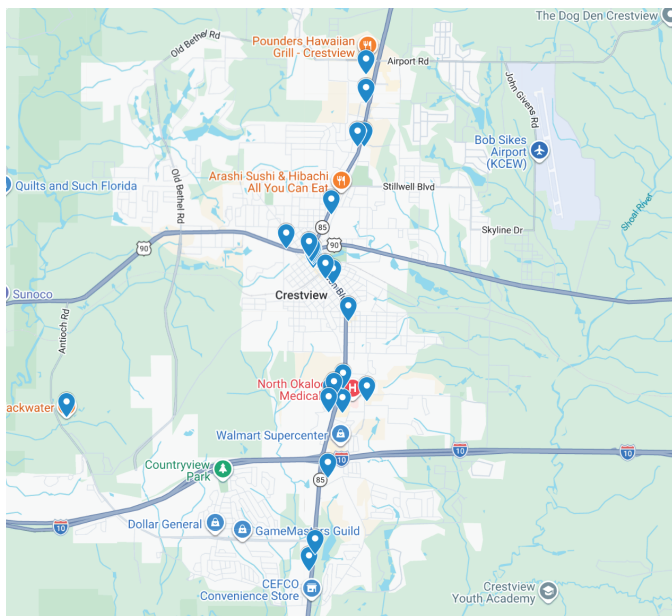 The Dog Den Crestview
Pounders Hawaiian
Grill - Crestview
Old Bethel Rd
Airport Rd
John Givens Rd
Bob Sikes
Airport
(KCEW)
Arashi Sushi & Hibachi
All You Can Eat
Stillwell Blvd
Quilts and Such Florida
Old Bethel Rd
Shoal River
85
Skyline Dr
90
90
Sunoco
Crestview
Antioch Rd
North Okaloo
Medical
H
ackwater
Walmart Supercenter
10
10
10
Countryview
Park
85
10
Dollar General
GameMasters Guild
CEFCO
Convenience Store
Crestview
Youth Academy